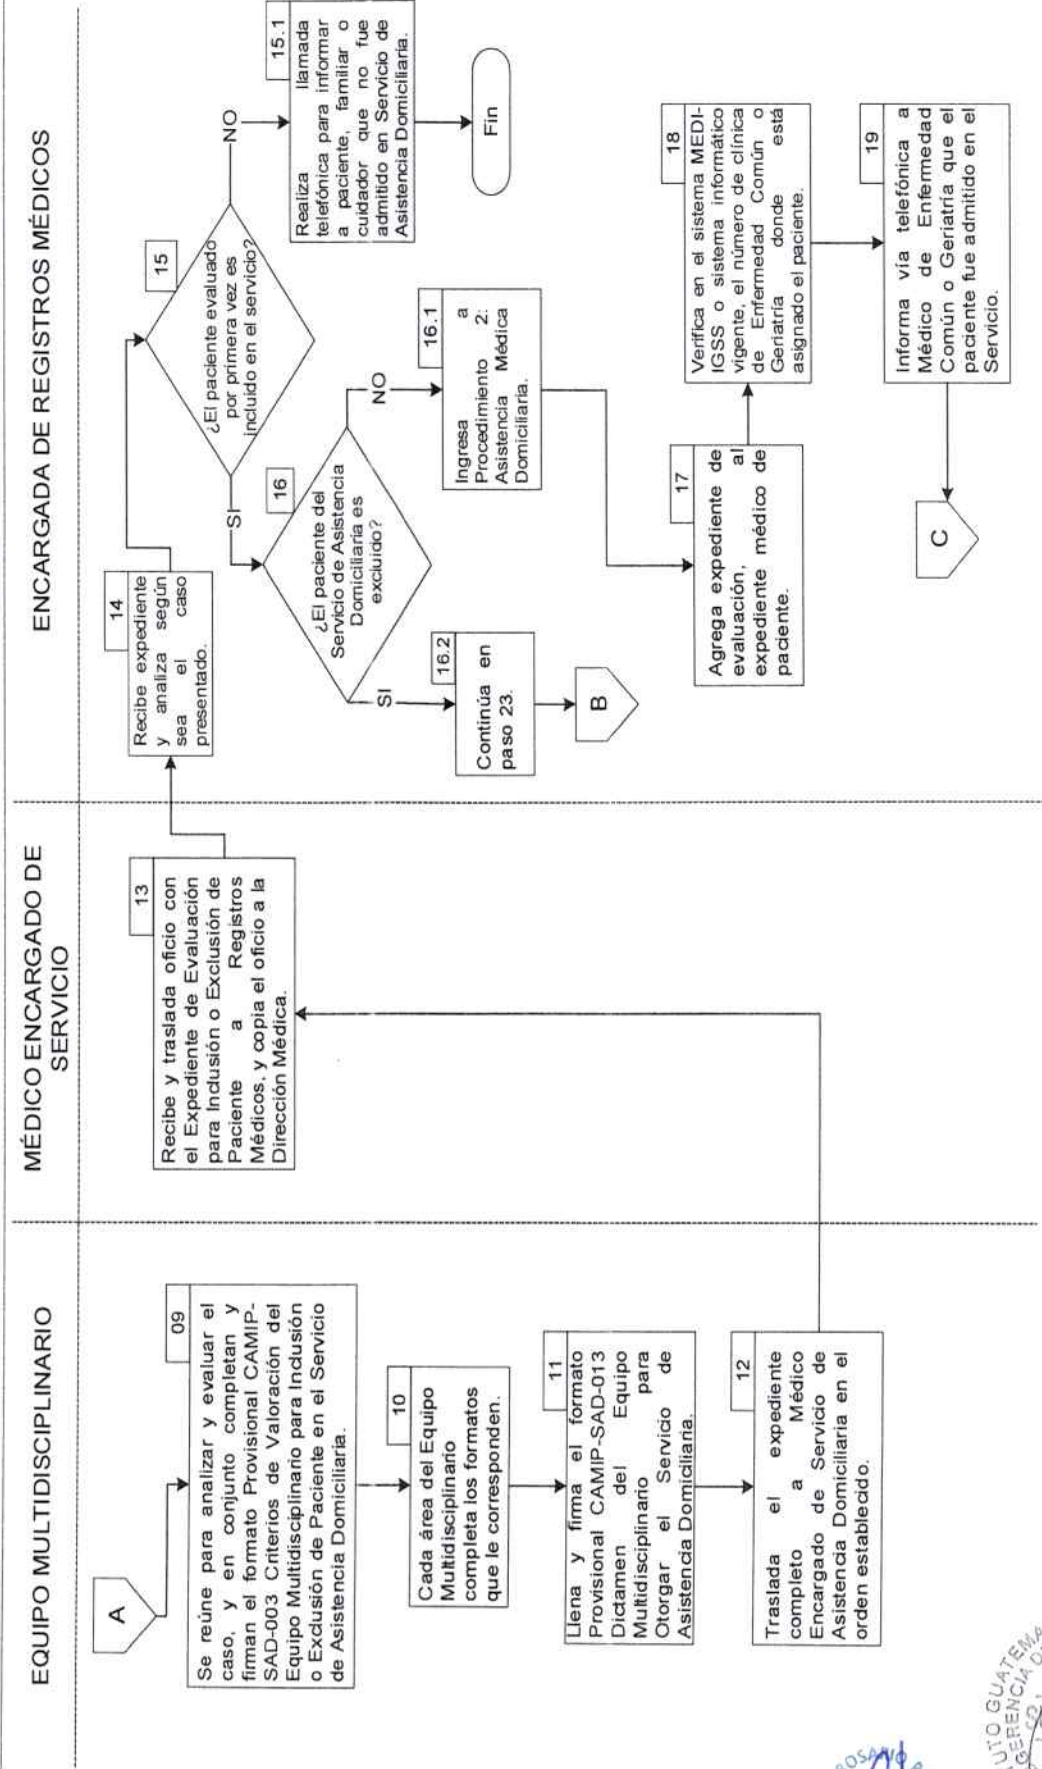 EQUIPO MULTIDISCIPLINARIO
A
09
Se reúne para analizar y evaluar el
caso, y en conjunto completan y
firman el formato Provisional CAMIP-
SAD-003 Criterios de Valoración del
Equipo Multidisciplinario para Inclusión
o Exclusión de Paciente en el Servicio
de Asistencia Domiciliaria.
10
Cada área del Equipo
Multidisciplinario
completa los formatos
que le corresponden.
11
Llena y firma el formato
Provisional CAMIP-SAD-013
Dictamen del Equipo
Multidisciplinario para
Otorgar el Servicio de
Asistencia Domiciliaria.
12
Traslada el expediente
completo a Médico
Encargado de Servicio de
Asistencia Domiciliaria en el
orden establecido.
MÉDICO ENCARGADO DE
SERVICIO
13
Recibe y traslada oficio con
el Expediente de Evaluación
para Inclusión o Exclusión de
Paciente a Registros
Médicos, y copia el oficio a la
Dirección Médica.
ENCARGADA DE REGISTROS MÉDICOS
14
Recibe expediente
y analiza según
sea el caso
presentado.
15
¿El paciente evaluado
por primera vez es
incluido en el servicio?
NO
SI
15.1
Realiza llamada
telefónica para informar
a paciente, familiar o
cuidador que no fue
admitido en Servicio de
Asistencia Domiciliaria.
Fin
16
¿El paciente del
Servicio de Asistencia
Domiciliaria es
excluido?
NO
SI
16.1
Ingresa a
Procedimiento 2:
Asistencia Médica
Domiciliaria.
16.2
Continúa en
paso 23.
B
17
Agrega expediente de
evaluación, al
expediente médico de
paciente.
18
Verifica en el sistema MEDI-
IGSS o sistema informático
vigente, el número de clínica
de Enfermedad Común o
Geriatría donde está
asignado el paciente.
19
Informa vía telefónica a
Médico de Enfermedad
Común o Geriatría que el
paciente fue admitido en el
Servicio.
C